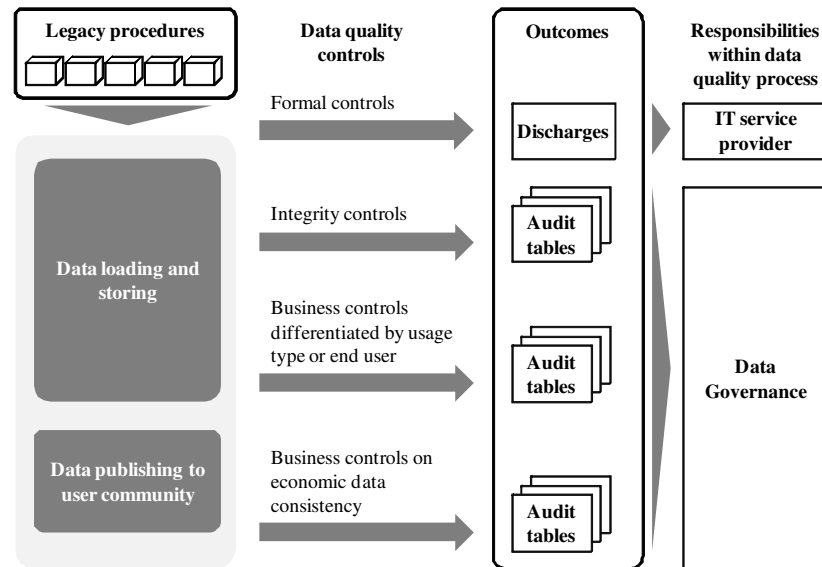 Legacy procedures
Data quality
controls
Outcomes
Responsibilities
within data
quality process
Formal controls
Discharges
IT service
provider
Data loading and
storing
Integrity controls
Audit
tables
Business controls
differentiated by usage
type or end user
Audit
tables
Data
Governance
Data publishing to
user community
Business controls on
economic data
consistency
Audit
tables